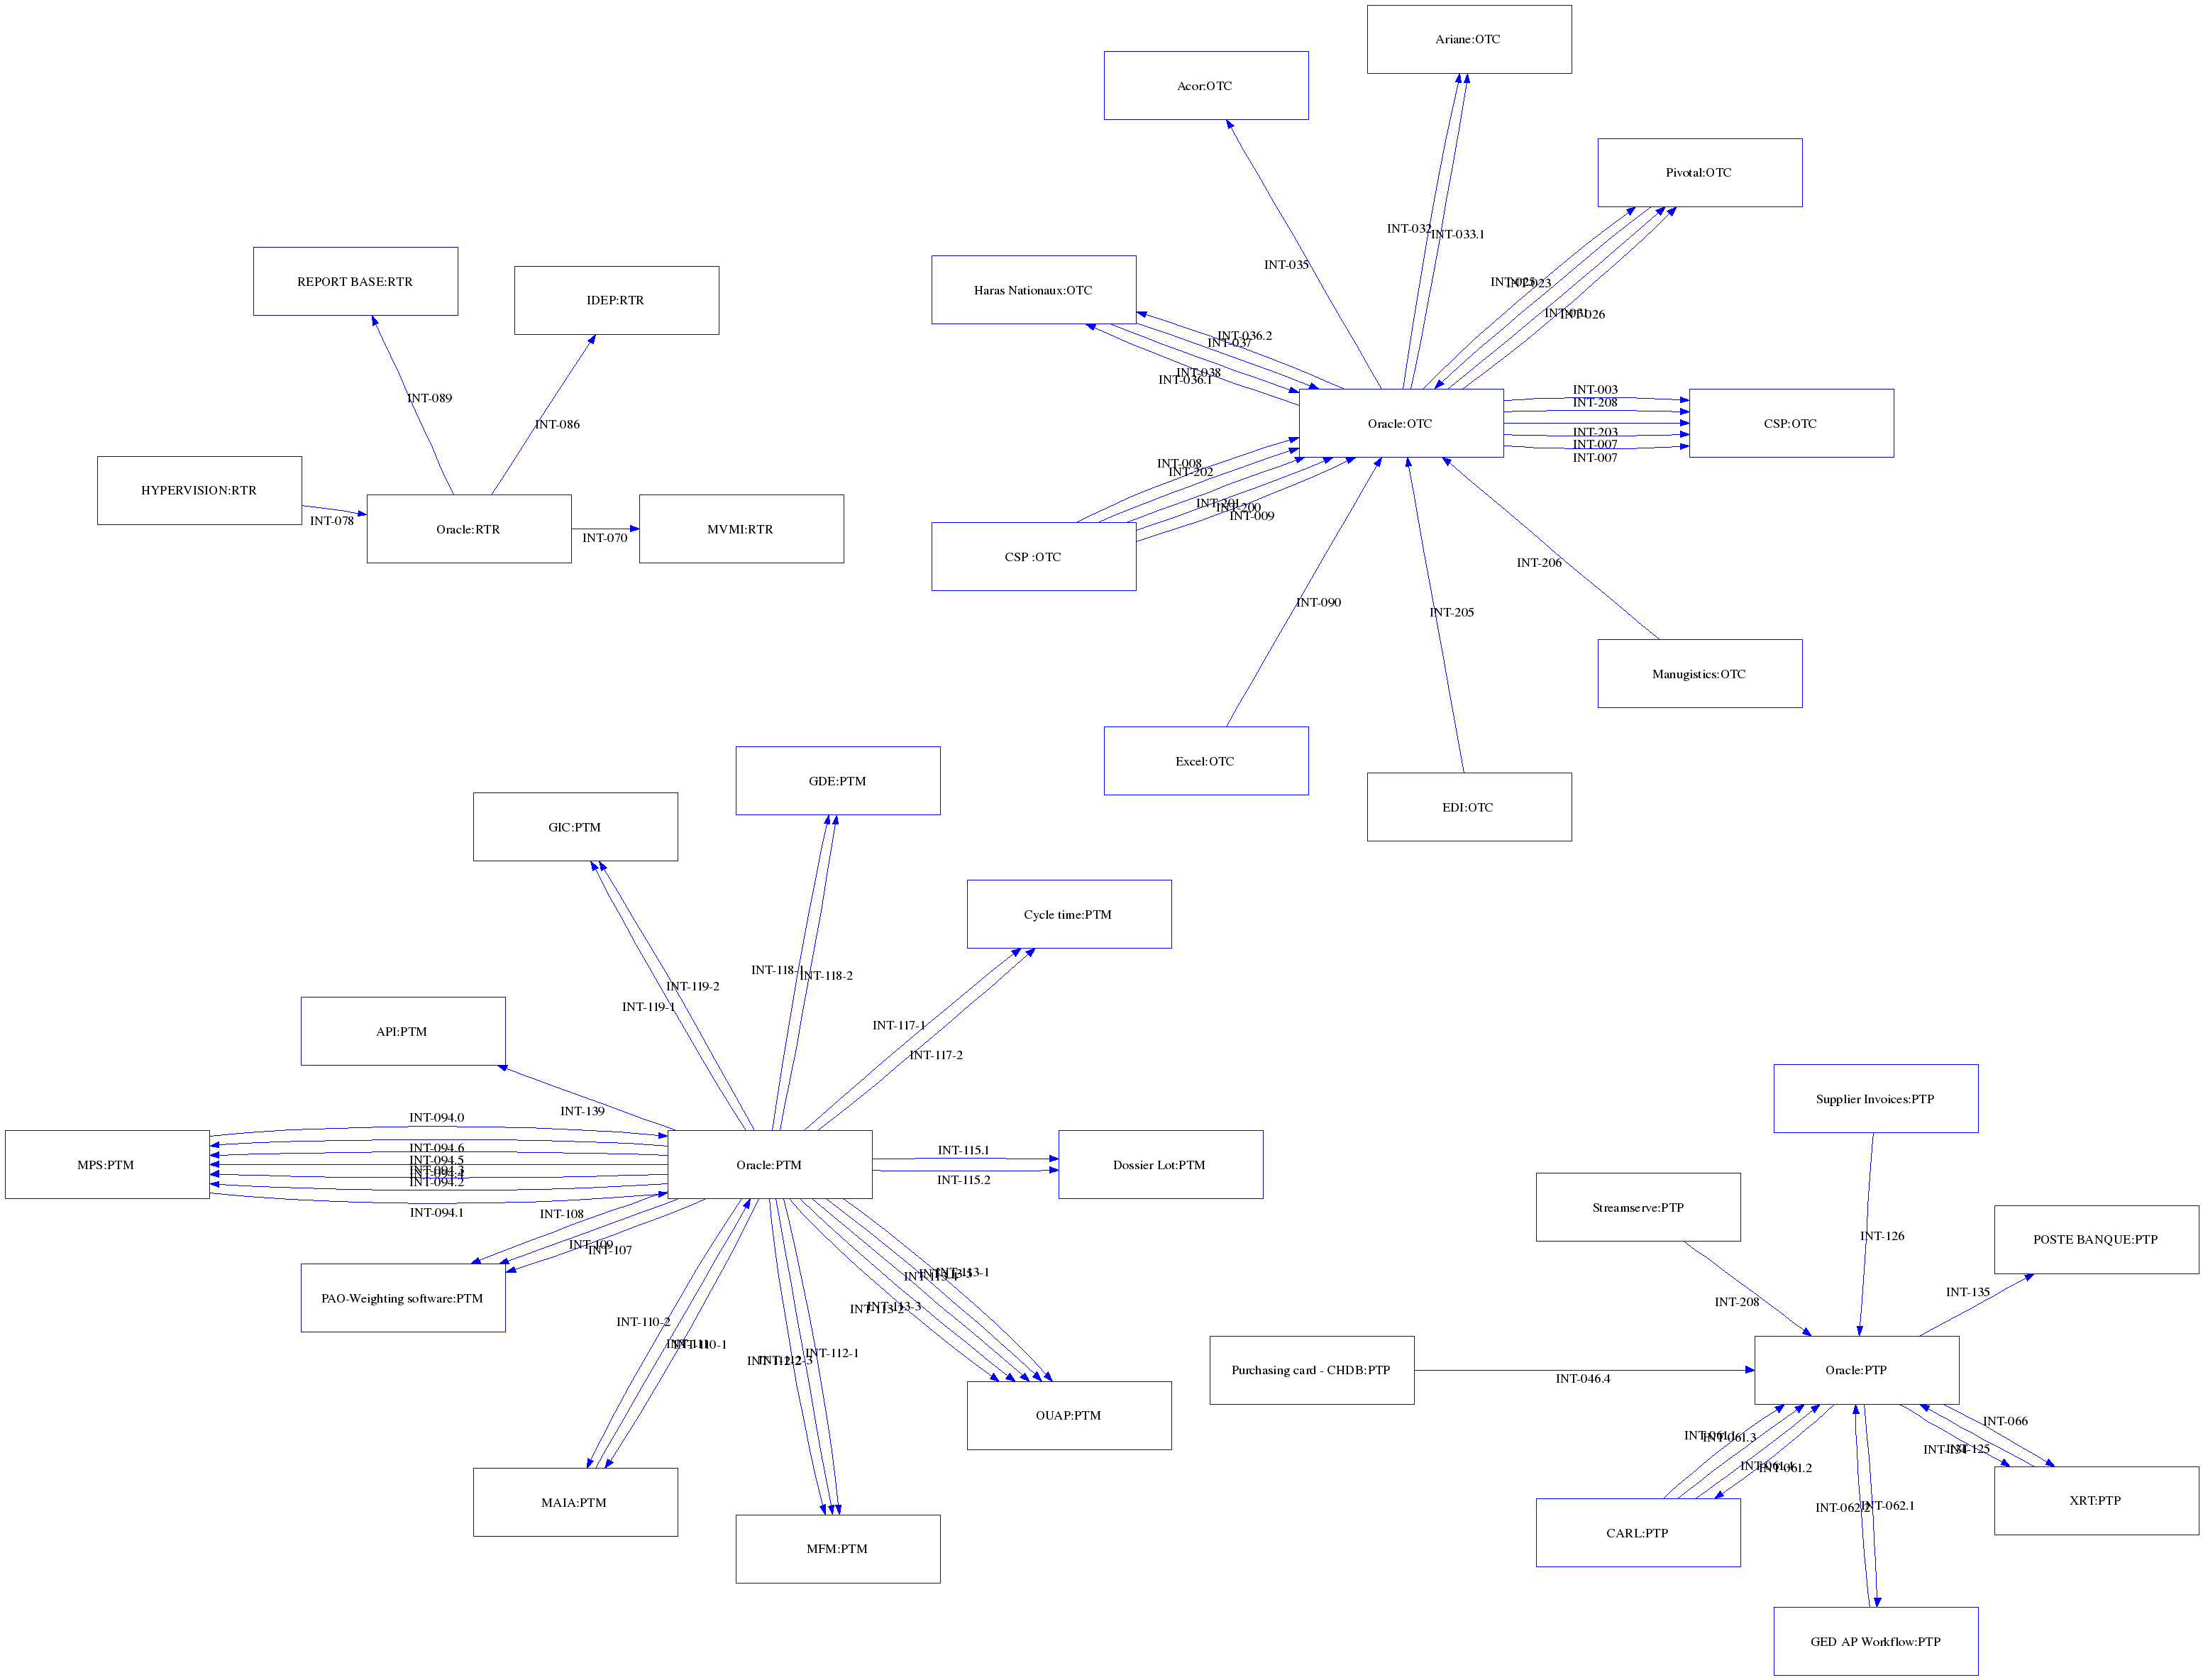 Ariane:OTC
Acor:OTC
Pivotal:OTC
INT-032
INT-033.1
INT-035
Haras Nationaux:OTC
INT-023
INT-026
INT-036.2
INT-037
INT-038
INT-036.1
Oracle:OTC
INT-003
INT-208
INT-203
INT-007
INT-007
CSP:OTC
INT-008
INT-202
INT-201
INT-200
INT-009
CSP :OTC
INT-090
INT-205
INT-206
Manugistics:OTC
Excel:OTC
EDI:OTC
REPORT BASE:RTR
IDEP:RTR
INT-089
INT-086
HYPERVISION:RTR
INT-078
Oracle:RTR
INT-070
MVMI:RTR
GDE:PTM
GIC:PTM
Cycle time:PTM
INT-118-1
INT-118-2
INT-119-2
INT-119-1
INT-117-1
INT-117-2
API:PTM
INT-139
INT-094.0
INT-094.6
INT-094.5
INT-094.2
INT-094.1
MPS:PTM
Oracle:PTM
INT-115.1
INT-115.2
Dossier Lot:PTM
INT-108
INT-109
INT-107
PAO-Weighting software:PTM
INT-110-2
INT-111
INT-110-1
INT-112-2
INT-112-3
INT-112-1
INT-113-1
INT-113-3
INT-113-2
OUAP:PTM
MAIA:PTM
MFM:PTM
Supplier Invoices:PTP
Streamserve:PTP
POSTE BANQUE:PTP
INT-126
INT-208
INT-135
Purchasing card - CHDB:PTP
INT-046.4
Oracle:PTP
INT-061.1
INT-061.3
INT-061.2
INT-066
INT-125
INT-062.2
INT-062.1
XRT:PTP
CARL:PTP
GED AP Workflow:PTP